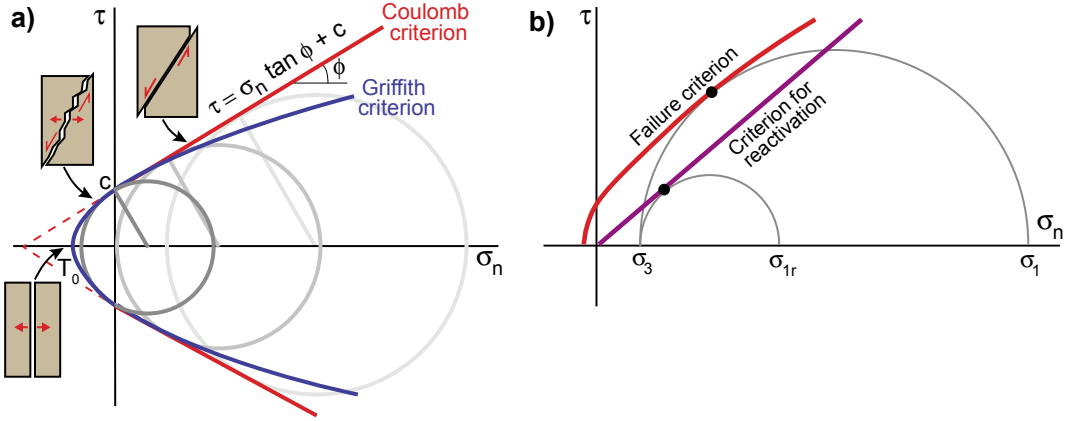 a)
τ
Coulomb
criterion
τ = σn tan ϕ + c
ϕ
Griffith
criterion
c
T0
σn
b)
τ
Failure criterion
Criterion for
reactivation
σn
σ3
σ1r
σ1